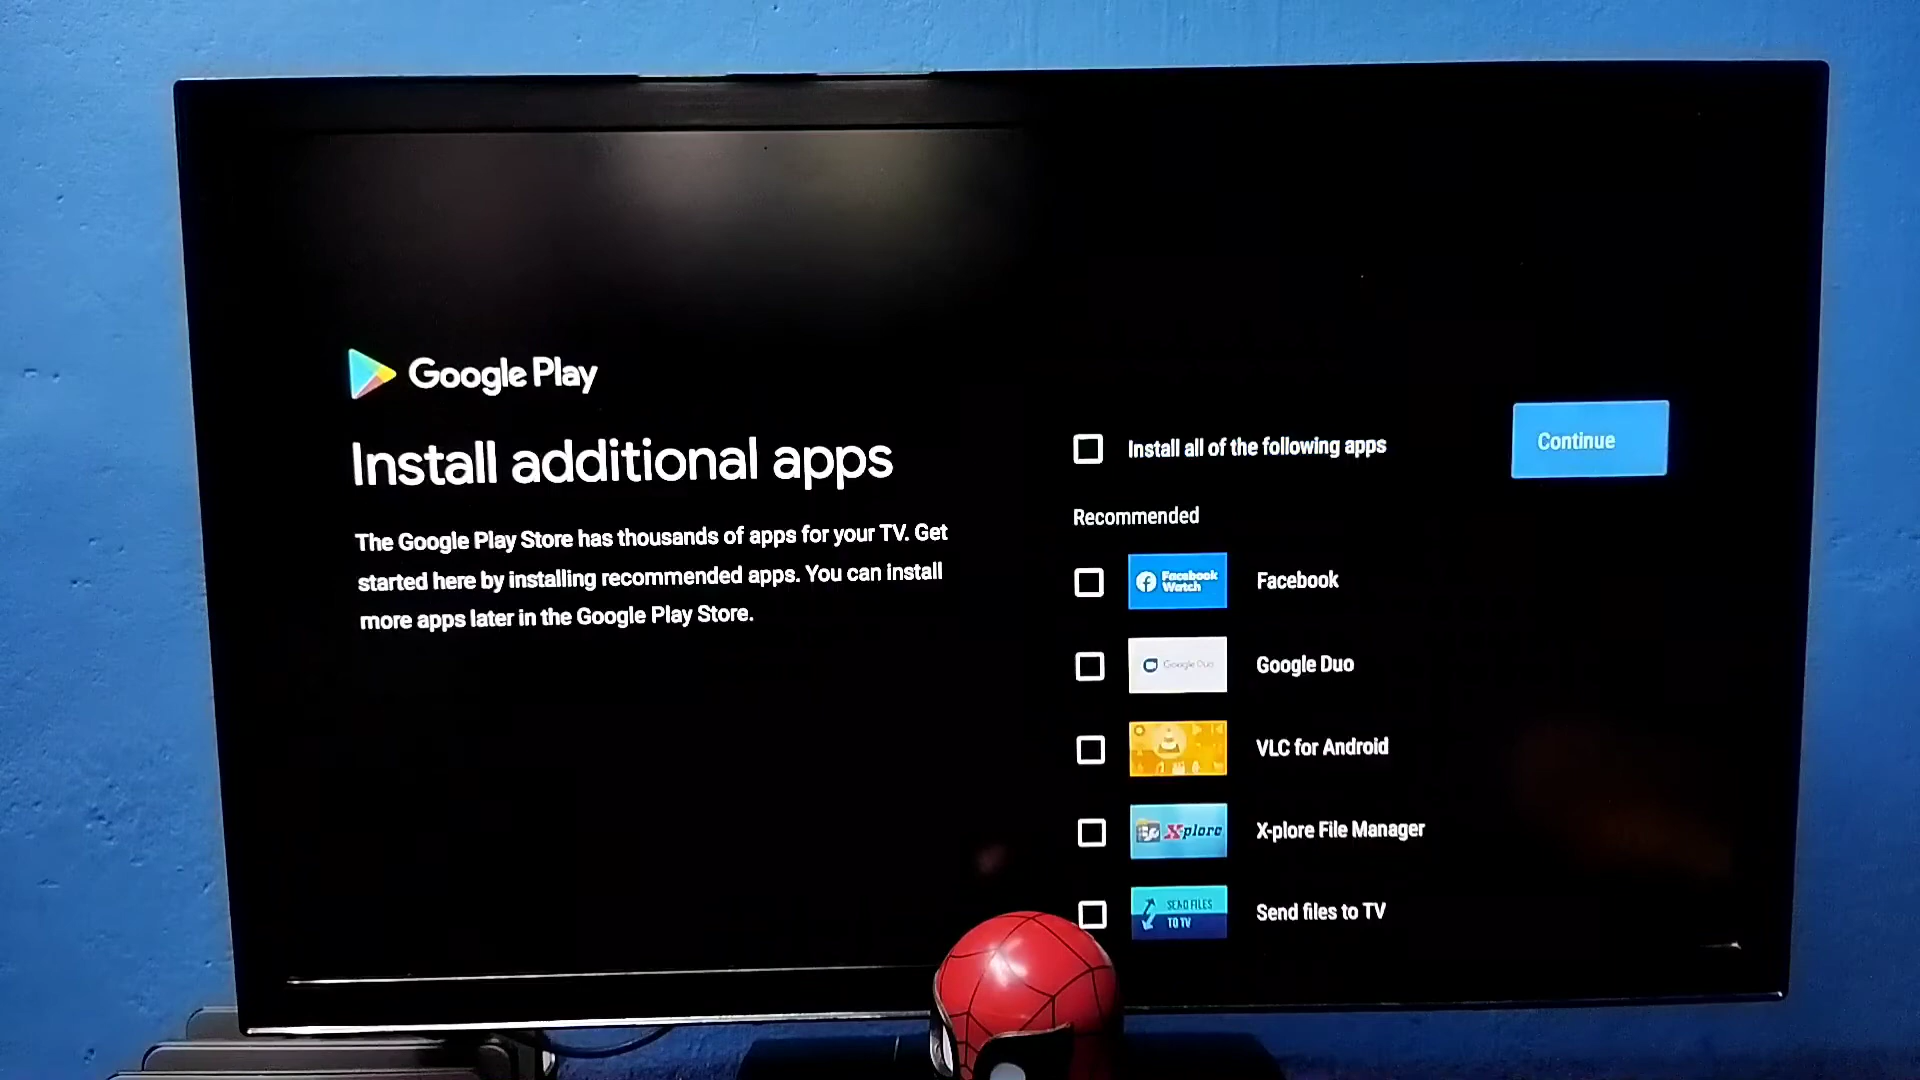 Google Play
Install additional apps
The Google Play Store has thousands of apps for your TV. Get
started here by installing recommended apps. You can install
more apps later in the Google Play Store.
Install all of the following apps
Continue
Recommended
Facebook
Watch
Facebook
Google Duo
Google Duo
VLC for Android
X-plore
X-plore File Manager
SEND FILES
TO TV
Send files to TV